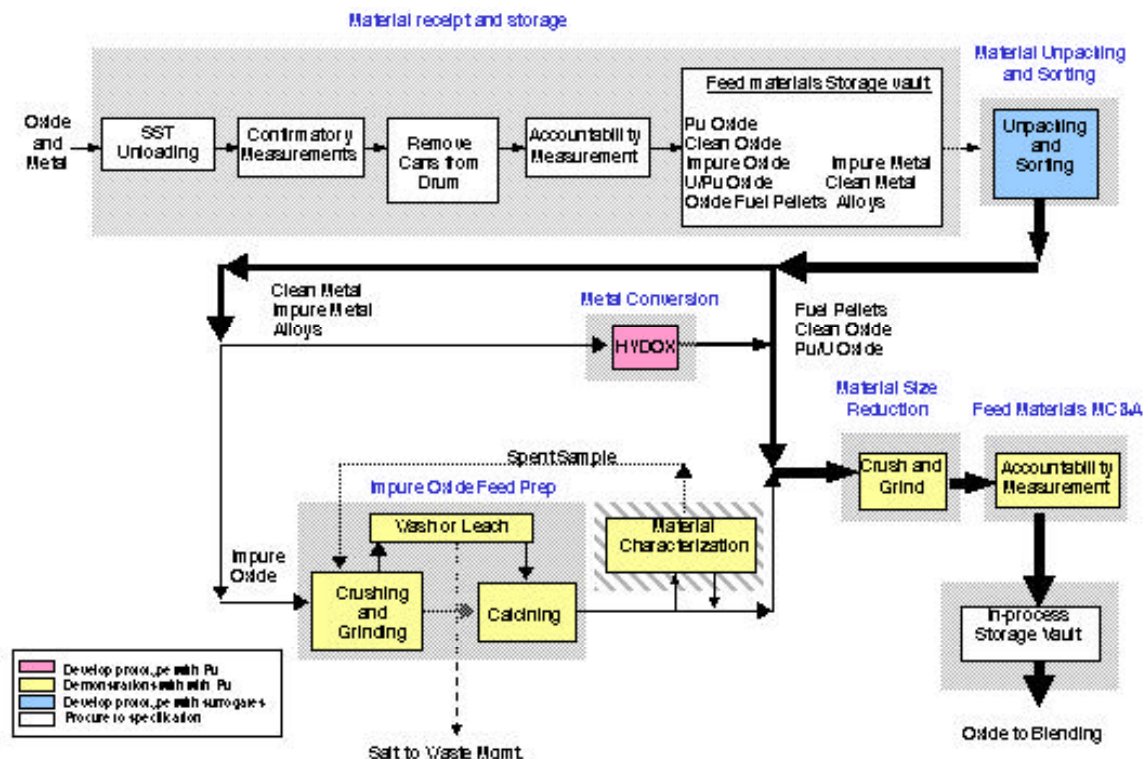 Material receipt and storage
Material Unpacking
and Sorting
Oxide
and
Metal
SST
Unloading
Confirmatory
Measurements
Remove
Cans from
Drum
Accountability
Measurement
Feed materials Storage vault
Pu Oxide
Clean Oxide
Impure Oxide Impure Metal
U/Pu Oxide Clean Metal
Oxide Fuel Pellets Alloys
Unpacking
and
Sorting
Clean Metal
Impure Metal
Alloys
Metal Conversion
HYDOX
Fuel Pellets
Clean Oxide
Pu/U Oxide
Material Size
Reduction
Feed Materials MC&A
Crush and
Grind
Accountability
Measurement
Spent Sample
Impure Oxide Feed Prep
Wash or Leach
Material
Characterization
Impure
Oxide
Crushing
and
Grinding
Calcining
In-process
Storage Vault
Develop prototype with Pu
Demonstrations with with Pu
Develop prototype with surrogates
Procure to specification
Salt to Waste Mgmt.
Oxide to Blending